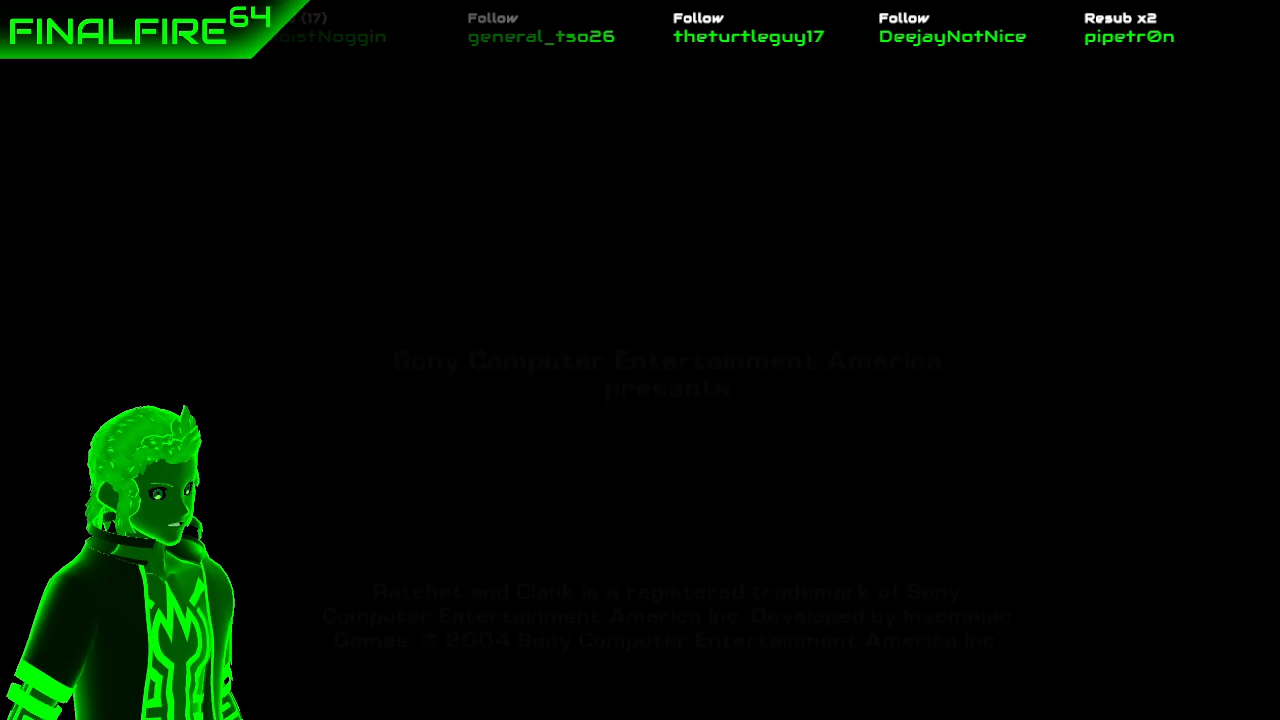 FINALFIRE64
(17)
oistNoggin
Follow
general_tso26
Follow
theturtleguy17
Follow
DeejayNotNice
Resub x2
pipetr0n
Sony Computer Entertainment America
presents
Ratchet and Clank is a registered trademark of Sony
Computer Entertainment America Inc. Developed by Insomniac
Games. © 2004 Sony Computer Entertainment America Inc.